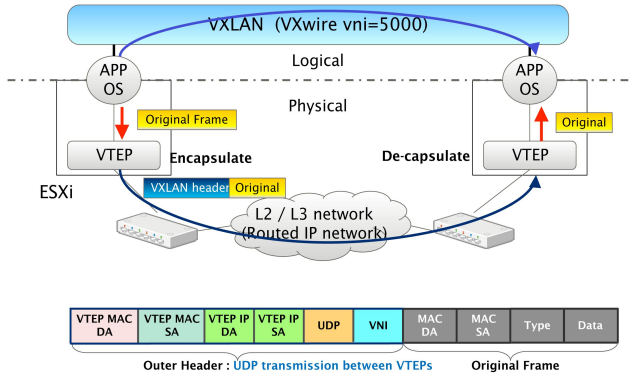 VXLAN (VXwire vni=5000)
Logical
APP
OS
APP
OS
Physical
Original Frame
Original
VTEP
Encapsulate
De-capsulate
VTEP
ESXi
VXLAN header
Original
L2 / L3 network
(Routed IP network)
VTEP MAC
DA
VTEP MAC
SA
VTEP IP
DA
VTEP IP
SA
UDP
VNI
MAC
DA
MAC
SA
Type
Data
Outer Header : UDP transmission between VTEPs
Original Frame